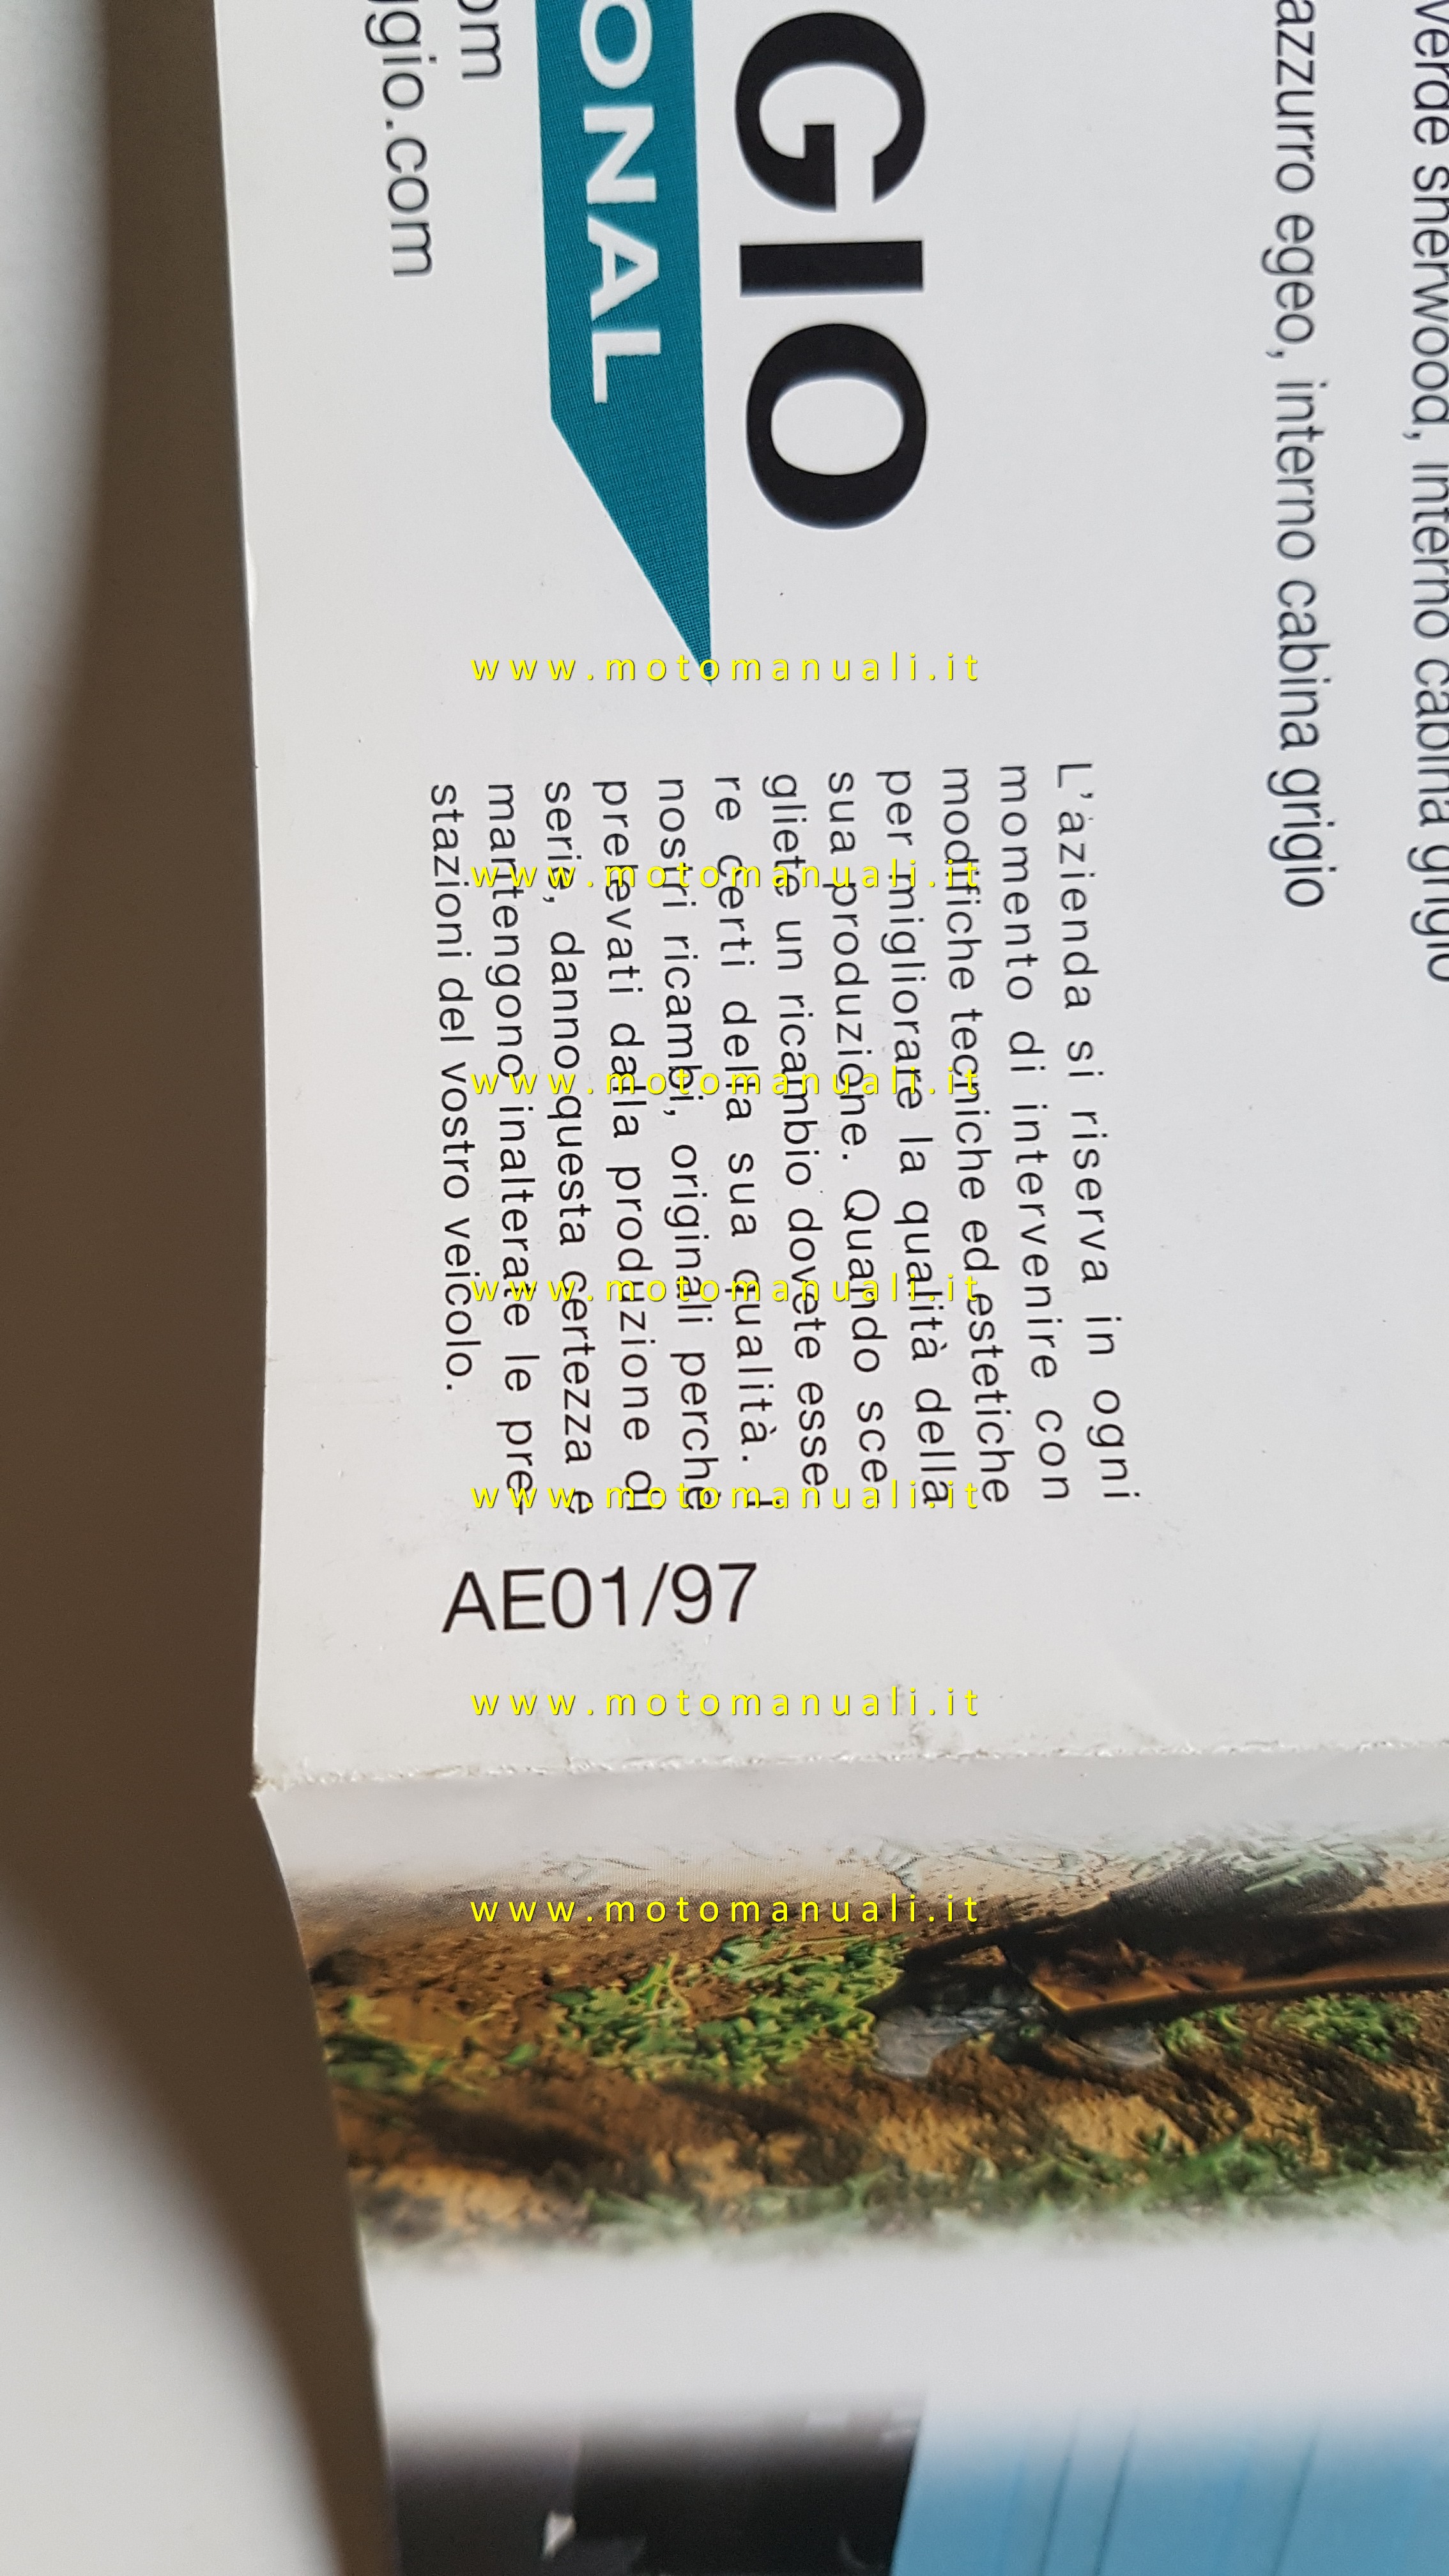 verde sherwood, interno cabina grigio
azzurro egeo, interno cabina grigio
GIO
ONAL
om
ggio.com
L'azienda si riserva in ogni
momento di intervenire con
modifiche tecniche ed estetiche
per migliorare la qualità della
sua produzione. Quando sce-
gliete un ricambio dovete esse-
re certi della sua qualità. I
nostri ricambi, originali perchè
prelevati dalla produzione di
serie, danno questa certezza e
mantengono inalterate le pre-
stazioni del vostro veicolo.
AE01/97
www.motomanuali.it
www.motomanuali.it
www.motomanuali.it
www.motomanuali.it
www.motomanuali.it
www.motomanuali.it
www.motomanuali.it